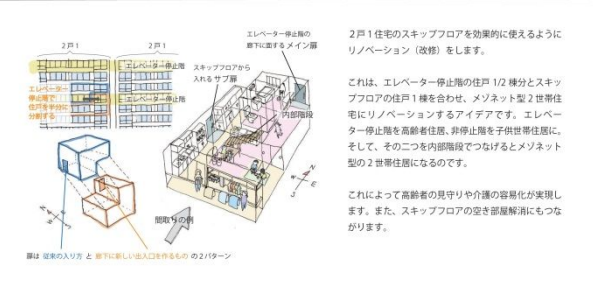 2戸1
2戸1
エレベーター停止階
エレベーター停止階
エレベーター
停止階で
住戸を半分に
分割する
エレベーター停止階の
廊下に面するメイン扉
スキップフロアから
入れるサブ扉
内部階段
間取りの例
扉は 従来の入り方 と 廊下に新しい出入口を作るもの の2パターン
2戸1住宅のスキップフロアを効果的に使えるように
リノベーション（改修）をします。
これは、エレベーター停止階の住戸 1/2 棟分とスキッ
プフロアの住戸1棟を合わせ、メゾネット型2世帯住
宅にリノベーションするアイデアです。エレベー
ター停止階を高齢者住居、非停止階を子供世帯住居に。
そして、その二つを内部階段でつなげるとメゾネット
型の2世帯住居になるのです。
これによって高齢者の見守りや介護の容易化が実現し
ます。また、スキップフロアの空き部屋解消にもつな
がります。